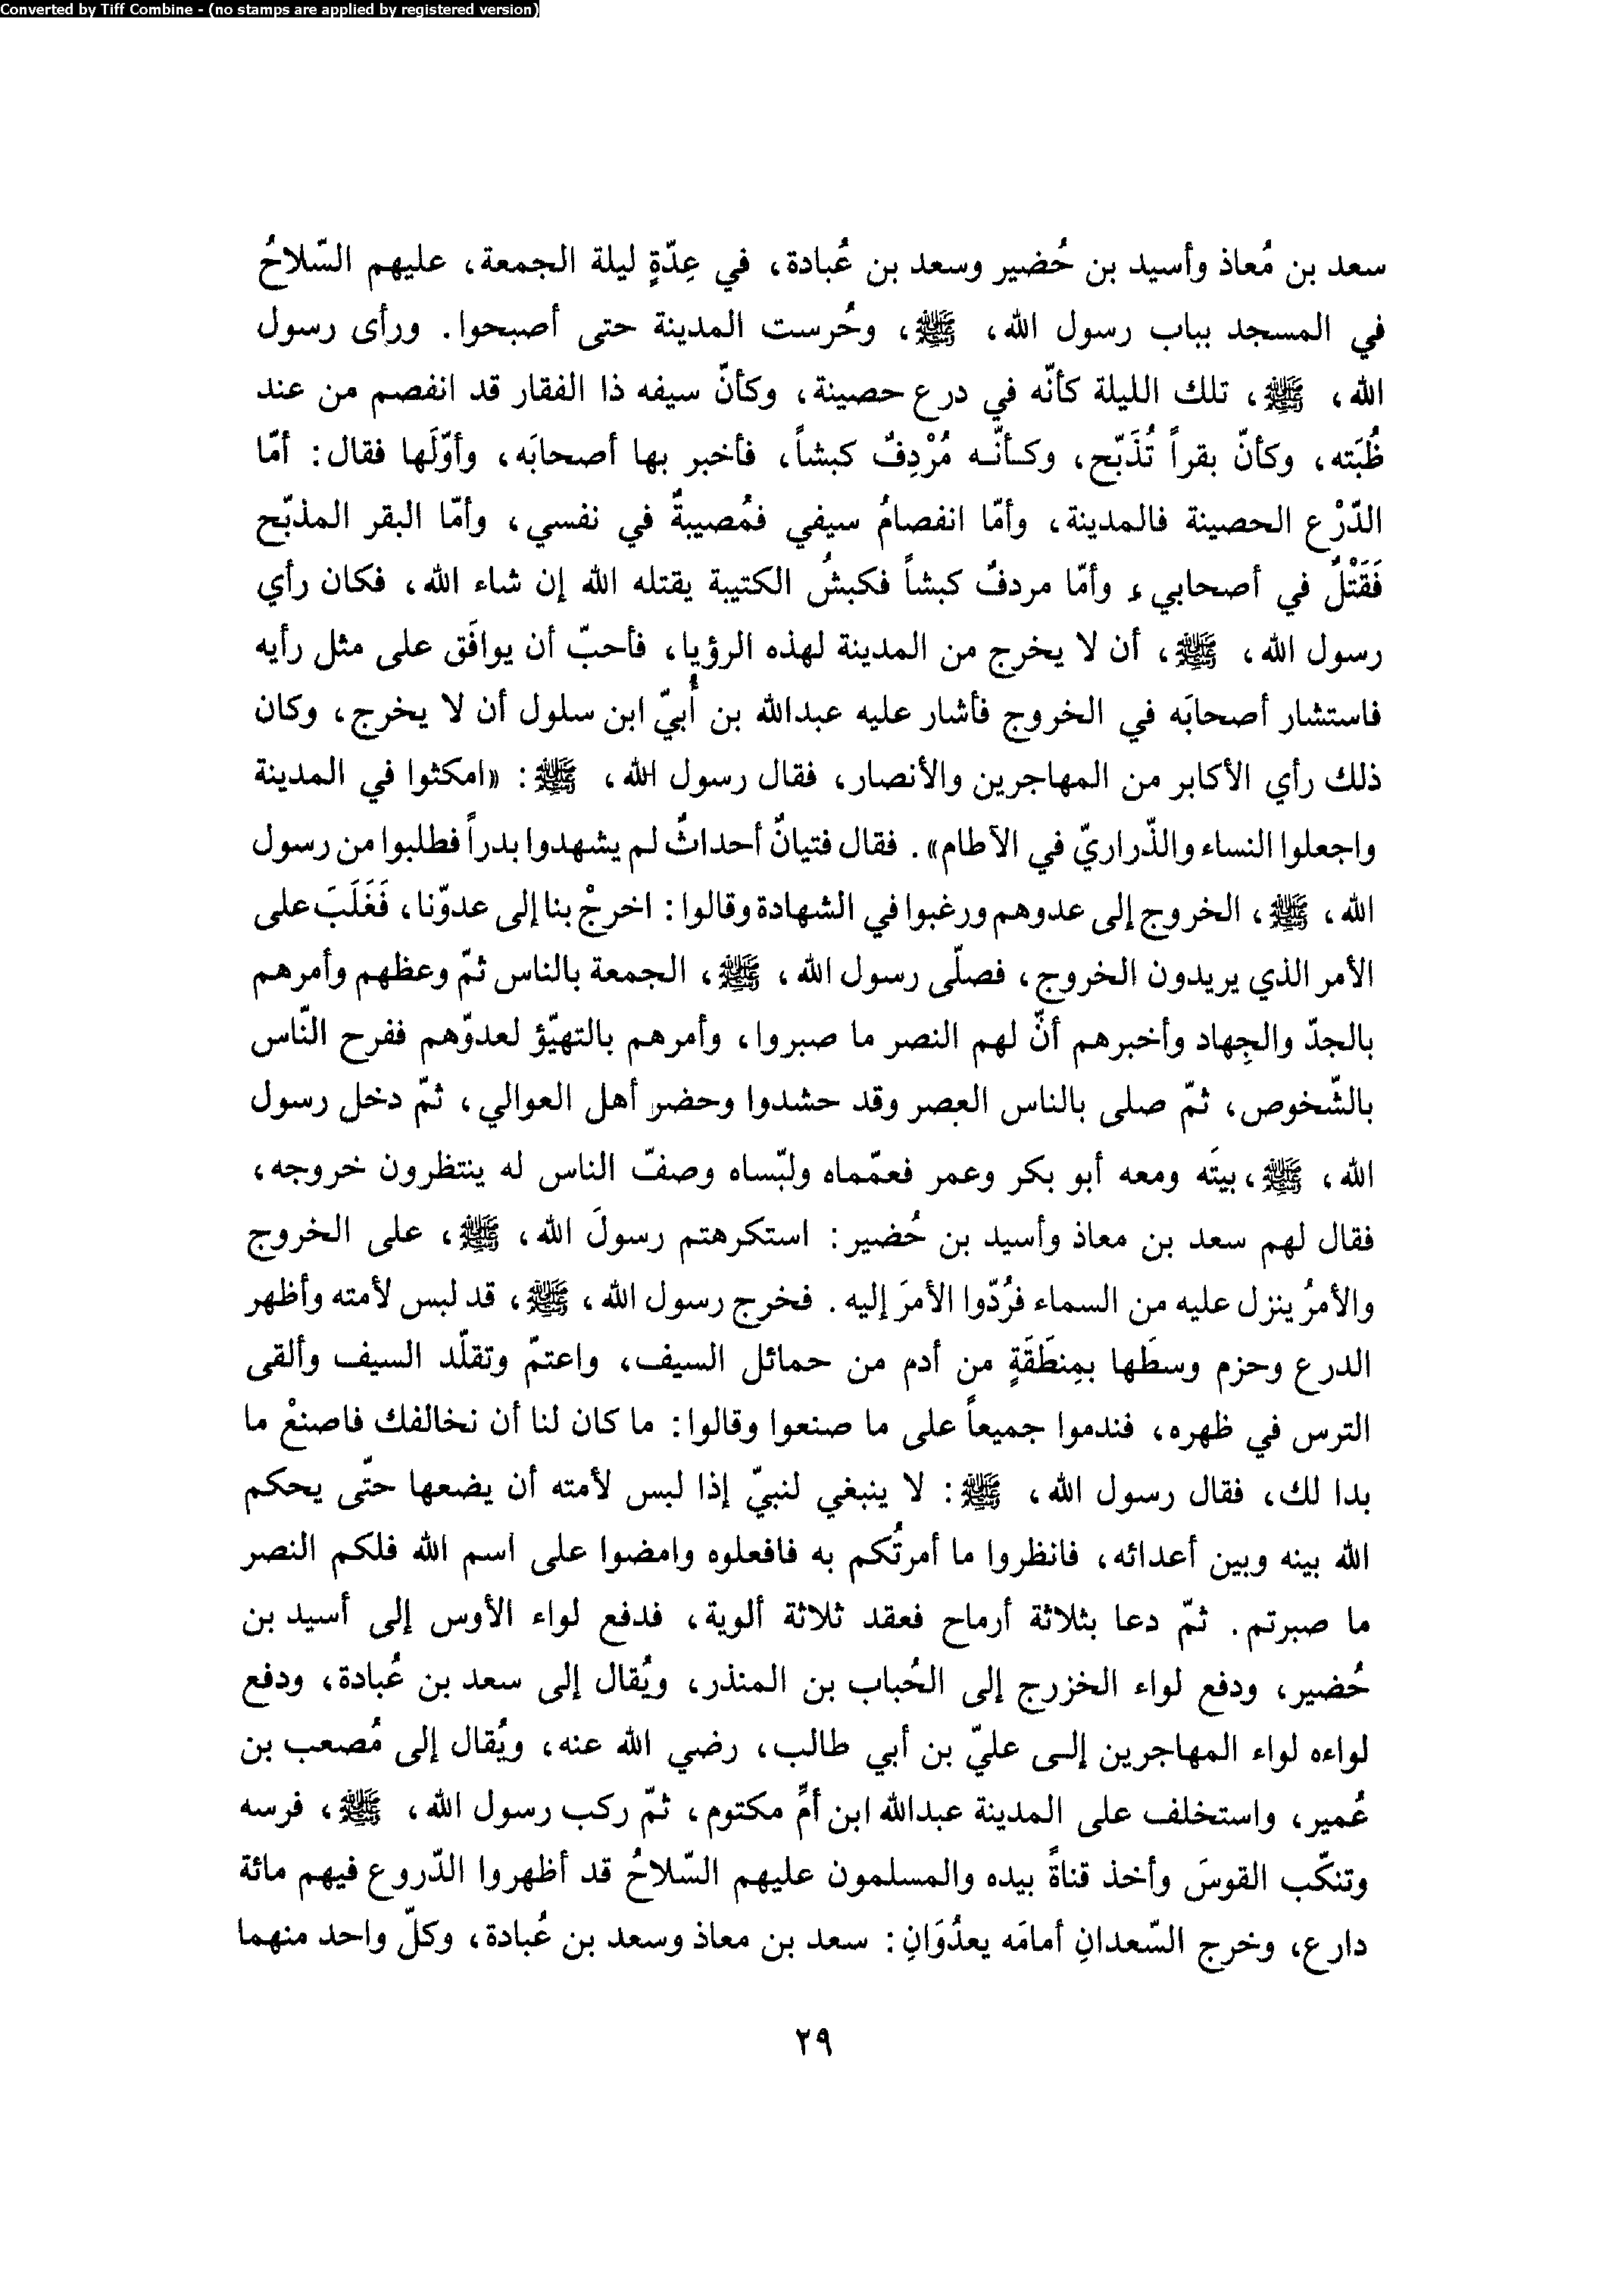 Converted by Tiff Combine - (no stamps are applied by registered version)
سعد بن مُعاذ وأسيد بن حُضير وسعد بن عُبادة، في عِدّةٍ ليلة الجمعة، عليهم السّلاحُ
في المسجد بباب رسول الله، ﷺ، وحُرست المدينة حتى أصبحوا. ورأى رسول
الله، ﷺ، تلك الليلة كأنّه في درع حصينة، وكأنّ سيفه ذا الفقار قد انفصم من عند
ظُبَته، وكأنّ بقراً تُذَبّح، وكأنّه مُرْدِفٌ كبشاً، فأخبر بها أصحابَه، وأوّلَها فقال: أمّا
الدّرْع الحصينة فالمدينة، وأمّا انفصامُ سيفي فمُصيبةٌ في نفسي، وأمّا البقر المذبّح
فَقَتْلٌ في أصحابي، وأمّا مردفٌ كبشاً فكبشُ الكتيبة يقتله الله إن شاء الله، فكان رأي
رسول الله، ﷺ، أن لا يخرج من المدينة لهذه الرؤيا، فأحبّ أن يوافَق على مثل رأيه
فاستشار أصحابَه في الخروج فأشار عليه عبدالله بن أُبيّ ابن سلول أن لا يخرج، وكان
ذلك رأي الأكابر من المهاجرين والأنصار، فقال رسول الله، ﷺ: «امكثوا في المدينة
واجعلوا النساء والذّراريّ في الآطام». فقال فتيانٌ أحداثٌ لم يشهدوا بدراً فطلبوا من رسول
الله، ﷺ، الخروج إلى عدوهم ورغبوا في الشهادة وقالوا: اخرجْ بنا إلى عدوّنا، فَغَلَبَ على
الأمر الذي يريدون الخروج، فصلّى رسول الله، ﷺ، الجمعة بالناس ثمّ وعظهم وأمرهم
بالجدّ والجِهاد وأخبرهم أنّ لهم النصر ما صبروا، وأمرهم بالتهيّؤ لعدوّهم ففرح النّاس
بالشّخوص، ثمّ صلى بالناس العصر وقد حشدوا وحضر أهل العوالي، ثمّ دخل رسول
الله، ﷺ، بيتَه ومعه أبو بكر وعمر فعمّماه ولبّساه وصفّ الناس له ينتظرون خروجه،
فقال لهم سعد بن معاذ وأسيد بن حُضير: استكرهتم رسولَ الله، ﷺ، على الخروج
والأمرُ ينزل عليه من السماء فرُدّوا الأمرَ إليه. فخرج رسول الله، ﷺ، قد لبس لأمته وأظهر
الدرع وحزم وسطَها بمِنطَقَةٍ من أدم من حمائل السيف، واعتمّ وتقلّد السيف وألقى
الترس في ظهره، فندموا جميعاً على ما صنعوا وقالوا: ما كان لنا أن نخالفك فاصنعْ ما
بدا لك، فقال رسول الله، ﷺ: لا ينبغي لنبيّ إذا لبس لأمته أن يضعها حتّى يحكم
الله بينه وبين أعدائه، فانظروا ما أمرتُكم به فافعلوه وامضوا على اسم الله فلكم النصر
ما صبرتم. ثمّ دعا بثلاثة أرماح فعقد ثلاثة ألوية، فدفع لواء الأوس إلى أسيد بن
حُضير، ودفع لواء الخزرج إلى الحُباب بن المنذر، ويُقال إلى سعد بن عُبادة، ودفع
لواءه لواء المهاجرين إلى عليّ بن أبي طالب، رضي الله عنه، ويُقال إلى مُصعب بن
عُمير، واستخلف على المدينة عبدالله ابن أمِّ مكتوم، ثمّ ركب رسول الله، ﷺ، فرسه
وتنكّب القوسَ وأخذ قناةً بيده والمسلمون عليهم السّلاحُ قد أظهروا الدّروع فيهم مائة
دارع، وخرج السّعدانِ أمامَه يعدُوَانِ: سعد بن معاذ وسعد بن عُبادة، وكلّ واحد منهما
٢٩